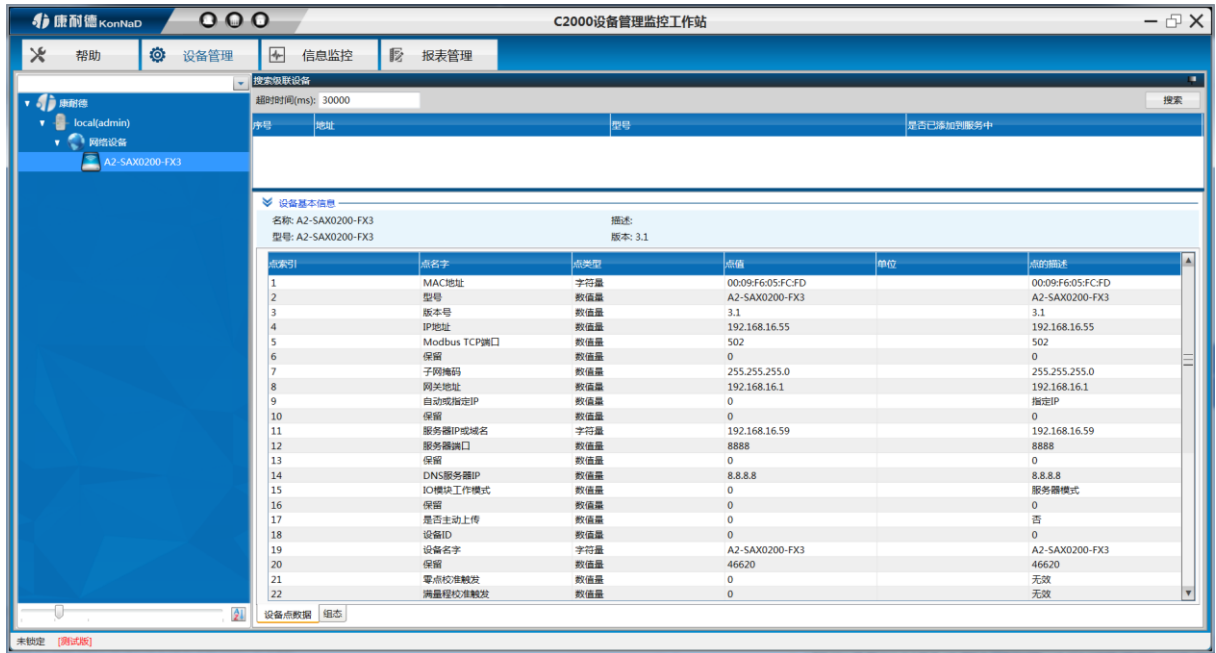 康耐德 KonNaD C2000设备管理监控工作站
帮助 设备管理 信息监控 报表管理
搜索级联设备
康耐德
local(admin)
网络设备
A2-SAX0200-FX3
超时时间(ms): 30000 搜索
序号 地址 型号 是否已添加到服务中
设备基本信息
名称: A2-SAX0200-FX3 描述:
型号: A2-SAX0200-FX3 版本: 3.1
点索引 点名字 点类型 点值 单位 点的描述
1 MAC地址 字符量 00:09:F6:05:FC:FD 00:09:F6:05:FC:FD
2 型号 数值量 A2-SAX0200-FX3 A2-SAX0200-FX3
3 版本号 数值量 3.1 3.1
4 IP地址 数值量 192.168.16.55 192.168.16.55
5 Modbus TCP端口 数值量 502 502
6 保留 数值量 0 0
7 子网掩码 数值量 255.255.255.0 255.255.255.0
8 网关地址 数值量 192.168.16.1 192.168.16.1
9 自动或指定IP 数值量 0 指定IP
10 保留 数值量 0 0
11 服务器IP或域名 字符量 192.168.16.59 192.168.16.59
12 服务器端口 数值量 8888 8888
13 保留 数值量 0 0
14 DNS服务器IP 数值量 8.8.8.8 8.8.8.8
15 IO模块工作模式 数值量 0 服务器模式
16 保留 数值量 0 0
17 是否主动上传 数值量 0 否
18 设备ID 数值量 0 0
19 设备名字 字符量 A2-SAX0200-FX3 A2-SAX0200-FX3
20 保留 数值量 46620 46620
21 零点校准触发 数值量 0 无效
22 满量程校准触发 数值量 0 无效
设备点数据 组态
未锁定 [测试版]